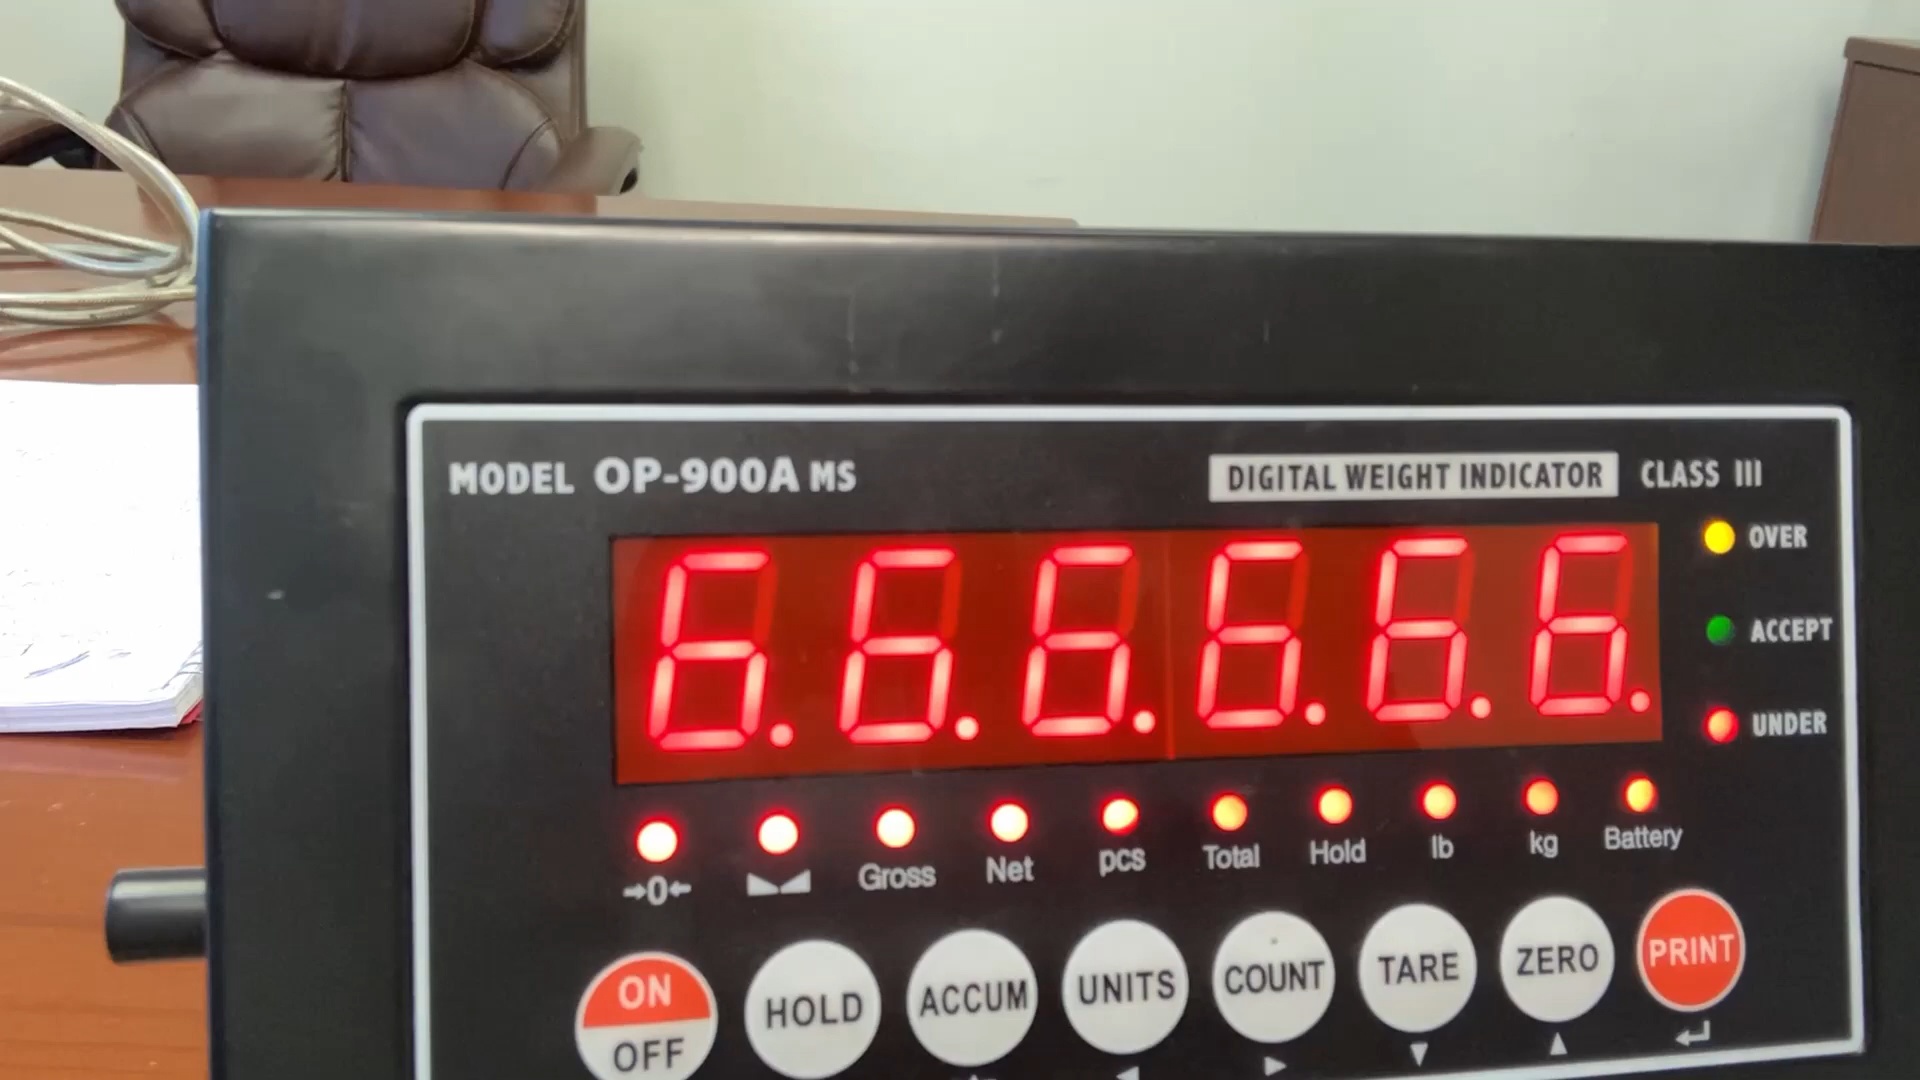 MODEL OP-900A MS
DIGITAL WEIGHT INDICATOR CLASS III
6.6.6.6.6.6.
OVER
ACCEPT
UNDER
→0← Gross Net pcs Total Hold lb kg Battery
ON OFF HOLD ACCUM UNITS COUNT TARE ZERO PRINT